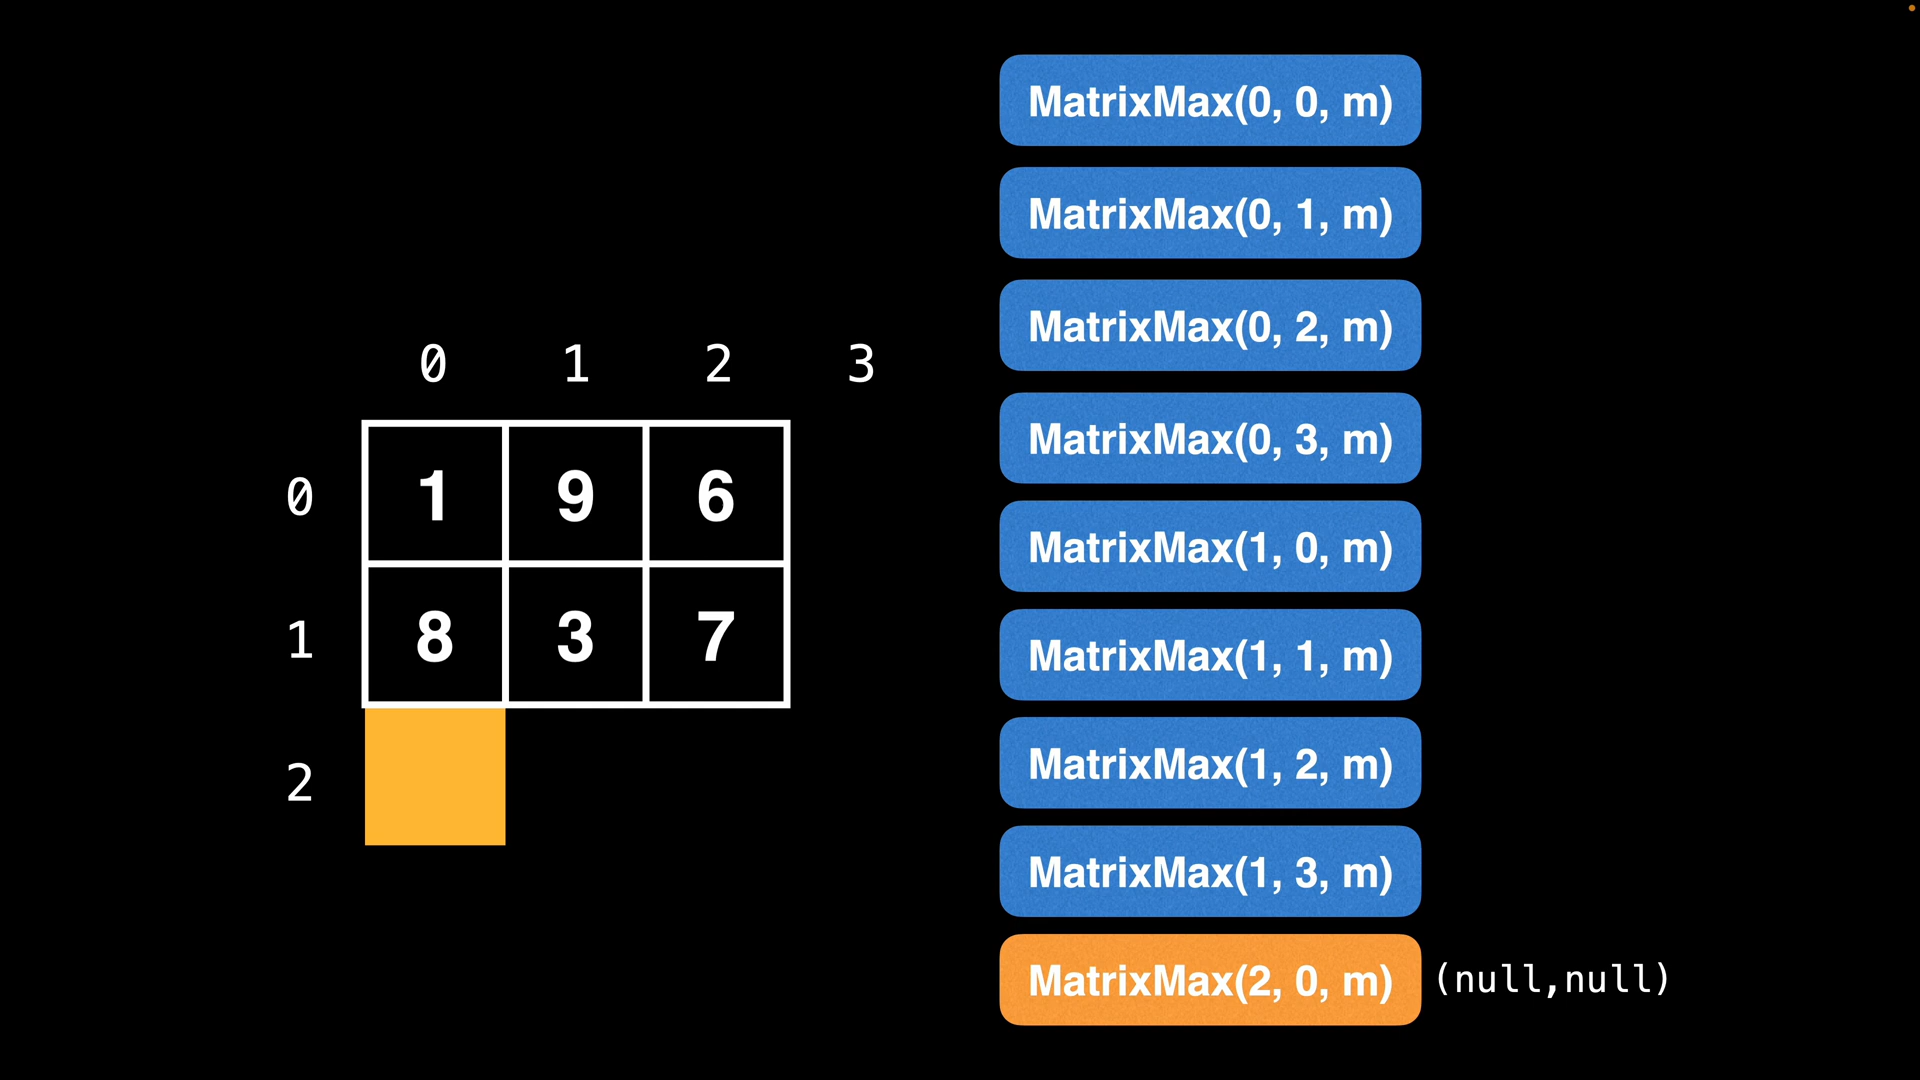 0 1 2 3
0 1 9 6
1 8 3 7
2
MatrixMax(0, 0, m)
MatrixMax(0, 1, m)
MatrixMax(0, 2, m)
MatrixMax(0, 3, m)
MatrixMax(1, 0, m)
MatrixMax(1, 1, m)
MatrixMax(1, 2, m)
MatrixMax(1, 3, m)
MatrixMax(2, 0, m) (null,null)